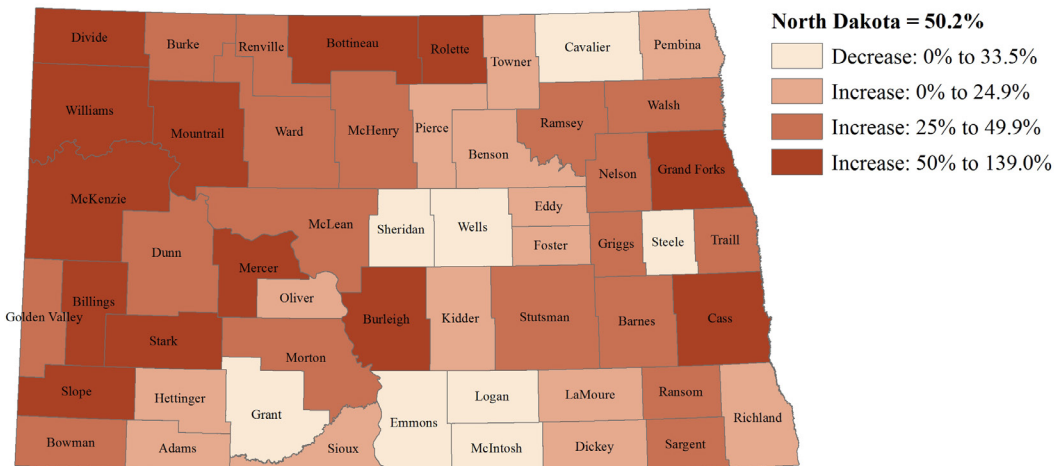 North Dakota = 50.2%
Decrease: 0% to 33.5%
Increase: 0% to 24.9%
Increase: 25% to 49.9%
Increase: 50% to 139.0%
Divide
Burke
Renville
Bottineau
Rolette
Towner
Cavalier
Pembina
Williams
Mountrail
Ward
McHenry
Pierce
Benson
Ramsey
Walsh
Nelson
Grand Forks
McKenzie
Dunn
McLean
Sheridan
Wells
Eddy
Foster
Griggs
Steele
Traill
Mercer
Oliver
Golden Valley
Billings
Stark
Burleigh
Kidder
Stutsman
Barnes
Cass
Morton
Slope
Hettinger
Grant
Emmons
Logan
LaMoure
Ransom
Richland
Bowman
Adams
Sioux
McIntosh
Dickey
Sargent